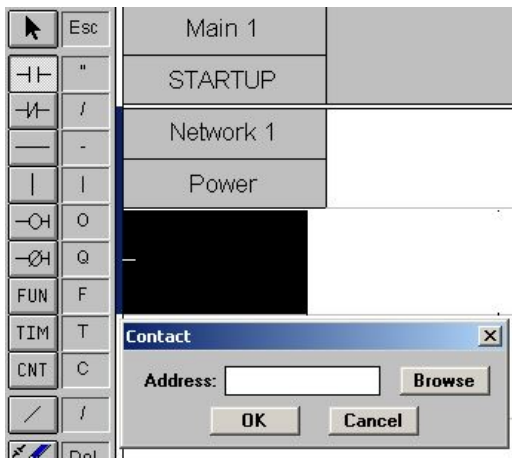 Esc
"
/
-
|
O
Q
FUN F
TIM T
CNT C
/
Del
Main 1
STARTUP
Network 1
Power
Contact
Address:
Browse
OK
Cancel